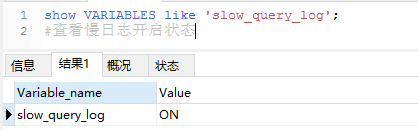 1 show VARIABLES like 'slow_query_log';
2 #查看慢日志开启状态
信息 结果1 概况 状态
Variable_name Value
slow_query_log ON